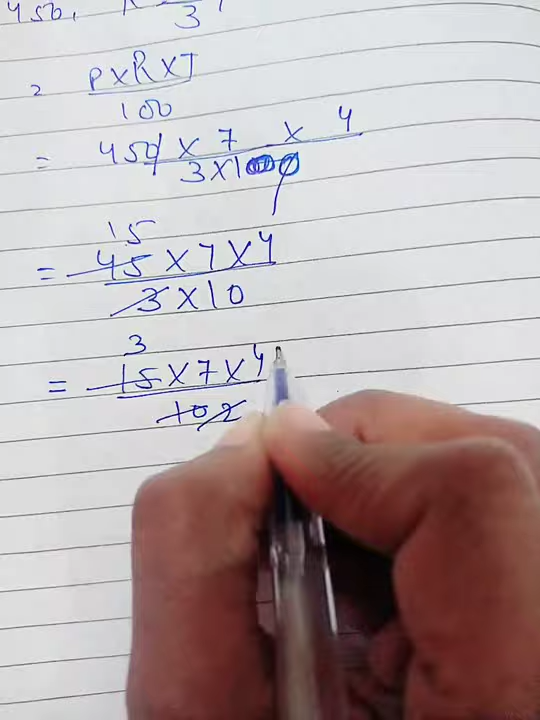 450,
3
= P×R×T
100
= 450 × 7 × 4
3×100
15
= 45 × 7 × 4
3 × 10
3
= 15 × 7 × 4
10 2